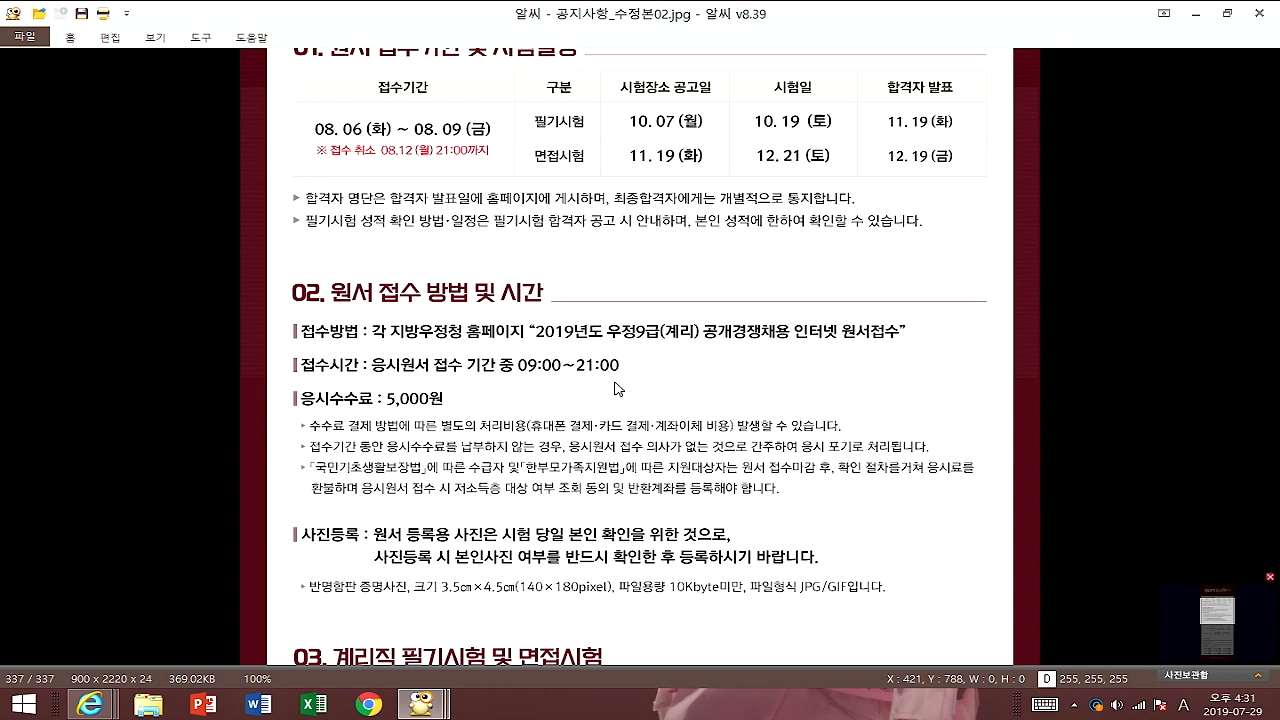 알씨 - 공지사항_수정본02.jpg - 알씨 v8.39
파일 홈 편집 보기 도구 도움말
01. 원서 접수 기간 및 시험일정
접수기간 구분 시험장소 공고일 시험일 합격자 발표
08. 06 (화) ~ 08. 09 (금)
※ 접수 취소 08.12 (월) 21:00까지
필기시험 10. 07 (월) 10. 19 (토) 11. 19 (화)
면접시험 11. 19 (화) 12. 21 (토) 12. 19 (금)
▶ 합격자 명단은 합격자 발표일에 홈페이지에 게시하며, 최종합격자에게는 개별적으로 통지합니다.
▶ 필기시험 성적 확인 방법·일정은 필기시험 합격자 공고 시 안내하며, 본인 성적에 한하여 확인할 수 있습니다.
02. 원서 접수 방법 및 시간
접수방법 : 각 지방우정청 홈페이지 “2019년도 우정9급(계리) 공개경쟁채용 인터넷 원서접수”
접수시간 : 응시원서 접수 기간 중 09:00~21:00
응시수수료 : 5,000원
▸ 수수료 결제 방법에 따른 별도의 처리비용(휴대폰 결제·카드 결제·계좌이체 비용) 발생할 수 있습니다.
▸ 접수기간 동안 응시수수료를 납부하지 않는 경우, 응시원서 접수 의사가 없는 것으로 간주하여 응시 포기로 처리됩니다.
▸ 「국민기초생활보장법」에 따른 수급자 및「한부모가족지원법」에 따른 지원대상자는 원서 접수마감 후, 확인 절차를거쳐 응시료를
환불하며 응시원서 접수 시 저소득층 대상 여부 조회 동의 및 반환계좌를 등록해야 합니다.
사진등록 : 원서 등록용 사진은 시험 당일 본인 확인을 위한 것으로,
사진등록 시 본인사진 여부를 반드시 확인한 후 등록하시기 바랍니다.
▸ 반명함판 증명사진, 크기 3.5㎝×4.5㎝(140×180pixel), 파일용량 10Kbyte미만, 파일형식 JPG/GIF입니다.
03. 계리직 필기시험 및 면접시험
337 / 337 900 x 2220 x 24 369.02KB 100% X : 421, Y : 788, W : 0, H : 0 D 255, 255, 255 사진보관함
A 오후 4:31
2019-07-29